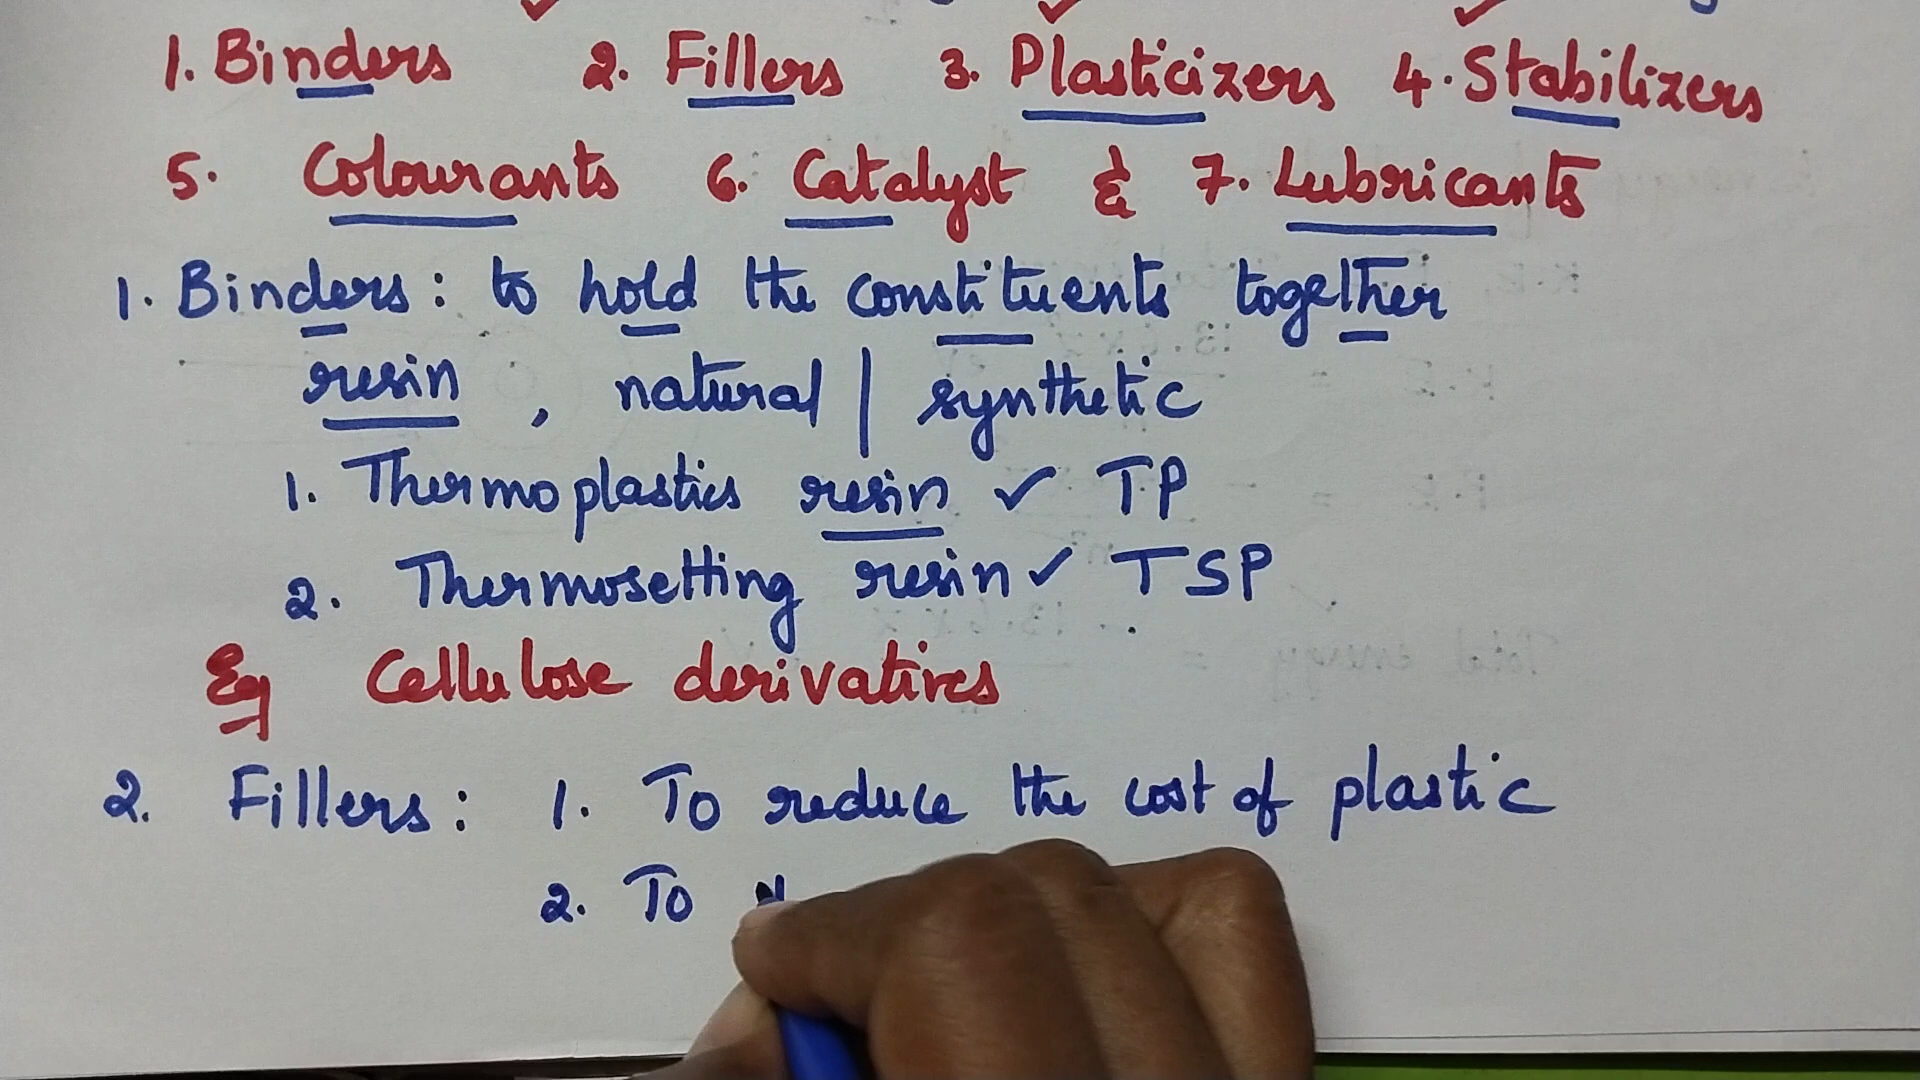 1. Binders 2. Fillers 3. Plasticizers 4. Stabilizers
5. Colourants 6. Catalyst & 7. Lubricants
1. Binders : to hold the constituents together
resin , natural | synthetic
1. Thermoplastics resin ✓ TP
2. Thermosetting resin ✓ TSP
Eg Cellulose derivatives
2. Fillers : 1. To reduce the cost of plastic
2. To